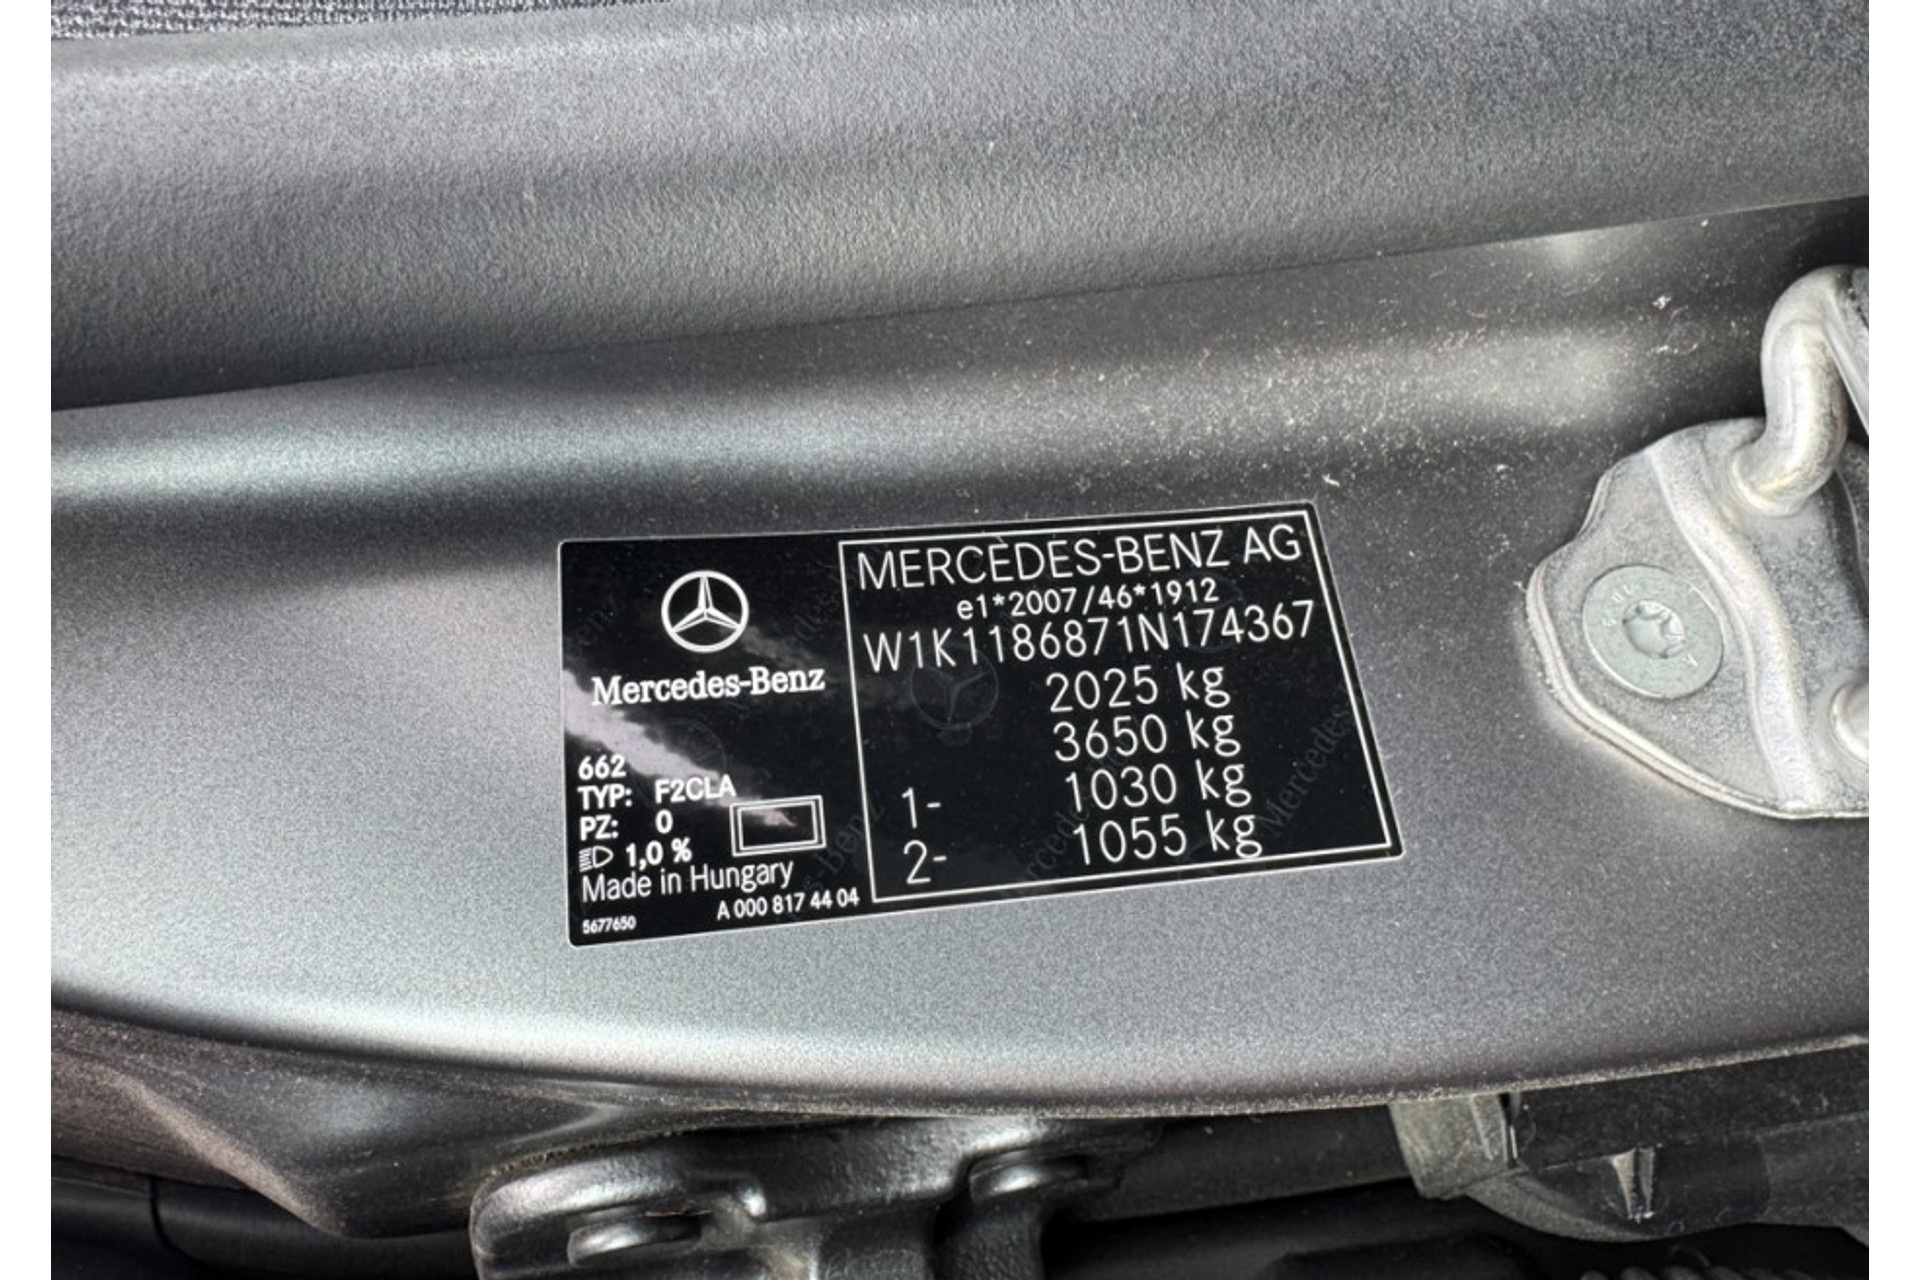 Mercedes-Benz
662
TYP: F2CLA
PZ: 0
1,0 %
Made in Hungary
5677650
A 000 817 44 04
MERCEDES-BENZ AG
e1*2007/46*1912
W1K1186871N174367
2025 kg
3650 kg
1- 1030 kg
2- 1055 kg